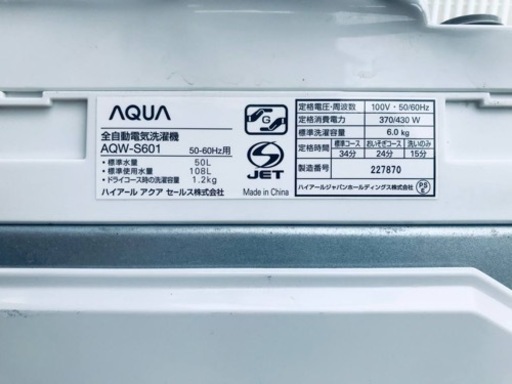 AQUA
全自動電気洗濯機
AQW-S601 50-60Hz用
・標準水量 50L
・標準使用水量 108L
・ドライコース時の洗濯容量 1.2kg
ハイアール アクア セールス株式会社
G
S
JET
Made in China
定格電圧・周波数 100V・50/60Hz
定格消費電力 370/430 W
標準洗濯容量 6.0 kg
定格時間 標準コース おいそぎコース 洗いのみ
34分 24分 15分
製造番号 227870
ハイアールジャパンホールディングス株式会社
PS
E